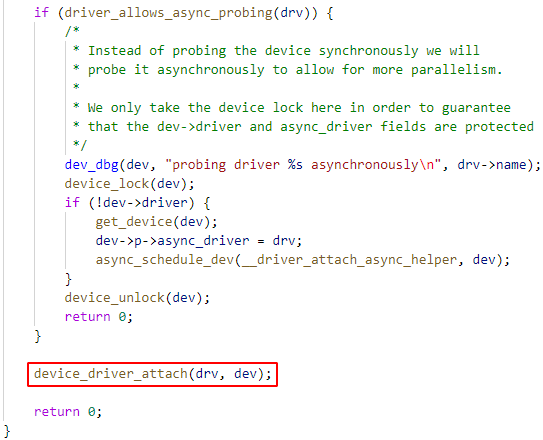 if (driver_allows_async_probing(drv)) {
/*
* Instead of probing the device synchronously we will
* probe it asynchronously to allow for more parallelism.
*
* We only take the device lock here in order to guarantee
* that the dev->driver and async_driver fields are protected
*/
dev_dbg(dev, "probing driver %s asynchronously\n", drv->name);
device_lock(dev);
if (!dev->driver) {
get_device(dev);
dev->p->async_driver = drv;
async_schedule_dev(__driver_attach_async_helper, dev);
}
device_unlock(dev);
return 0;
}
device_driver_attach(drv, dev);
return 0;
}